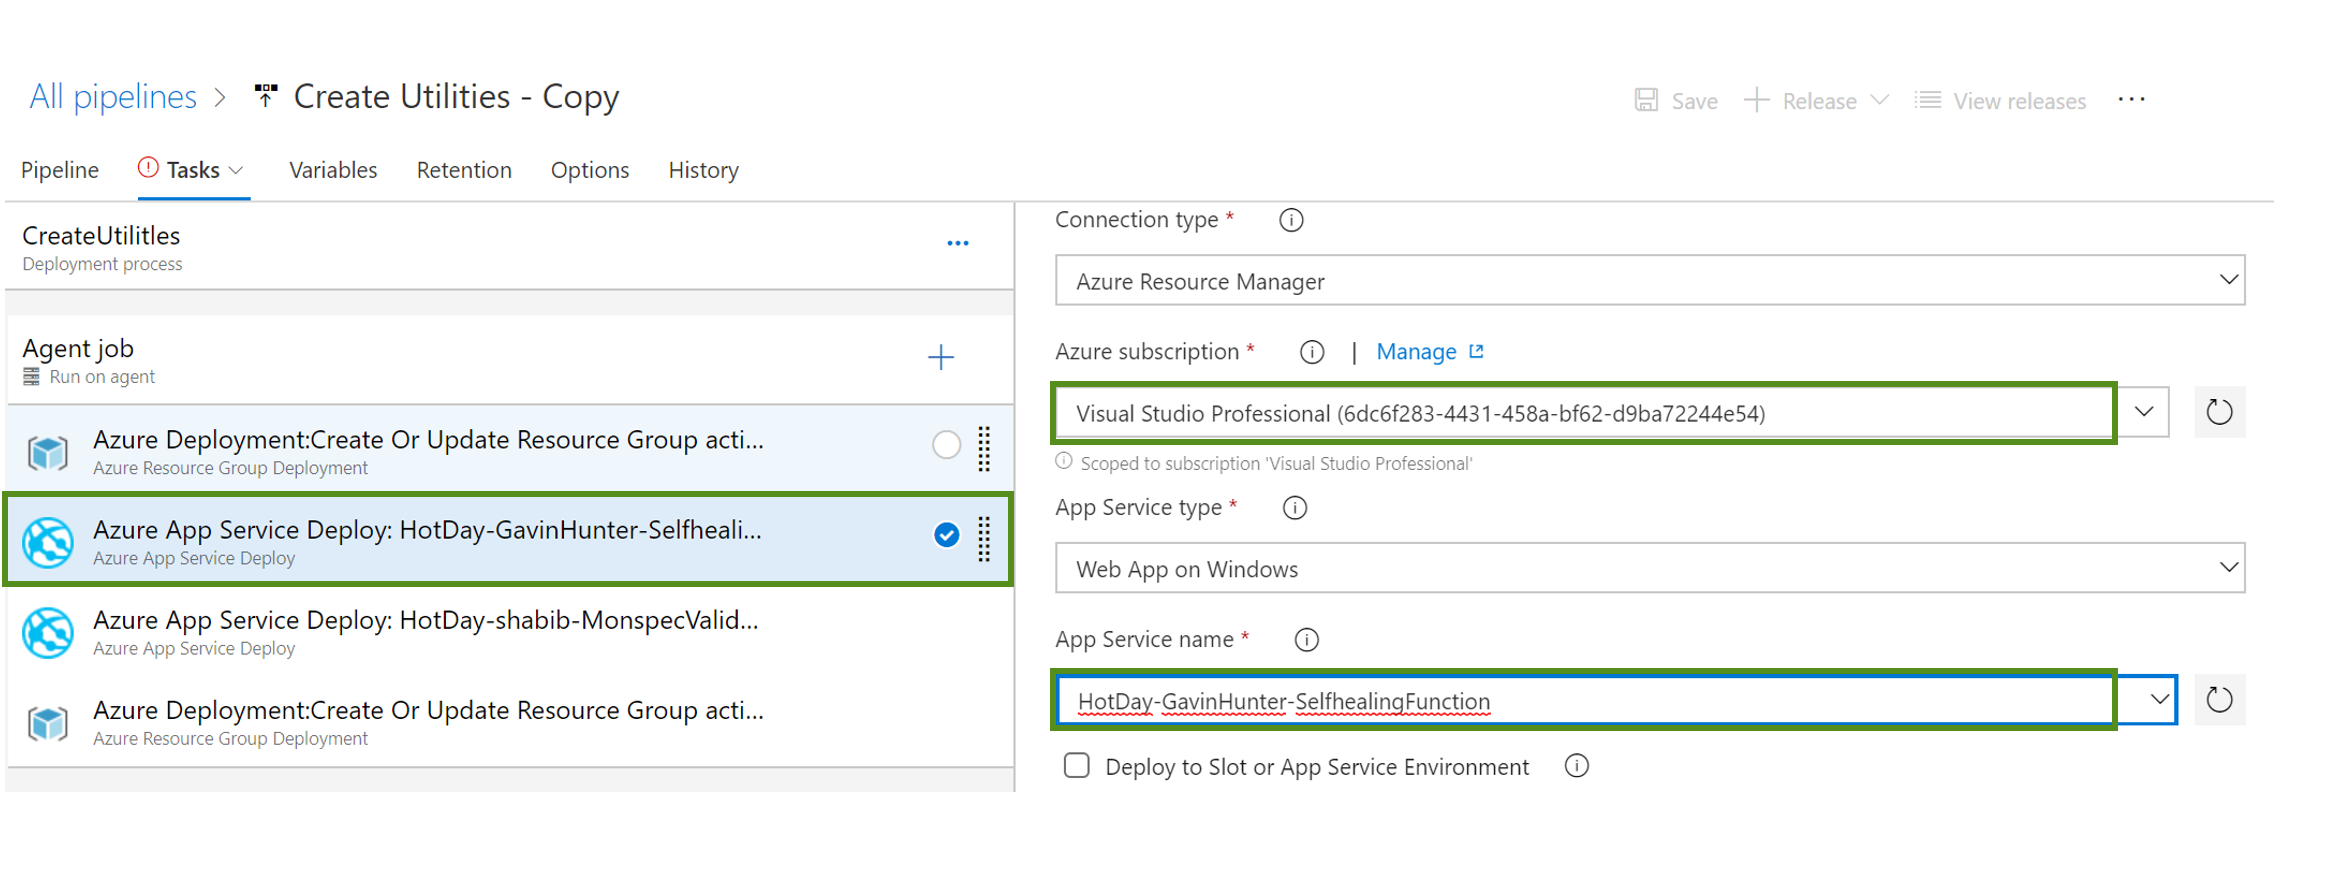 All pipelines > Create Utilities - Copy
Save Release View releases ...
Pipeline Tasks Variables Retention Options History
CreateUtilitles
Deployment process
Agent job
Run on agent
Azure Deployment:Create Or Update Resource Group acti...
Azure Resource Group Deployment
Azure App Service Deploy: HotDay-GavinHunter-Selfheali...
Azure App Service Deploy
Azure App Service Deploy: HotDay-shabib-MonspecValid...
Azure App Service Deploy
Azure Deployment:Create Or Update Resource Group acti...
Azure Resource Group Deployment
Connection type *
Azure Resource Manager
Azure subscription * | Manage
Visual Studio Professional (6dc6f283-4431-458a-bf62-d9ba72244e54)
Scoped to subscription 'Visual Studio Professional'
App Service type *
Web App on Windows
App Service name *
HotDay-GavinHunter-SelfhealingFunction
Deploy to Slot or App Service Environment